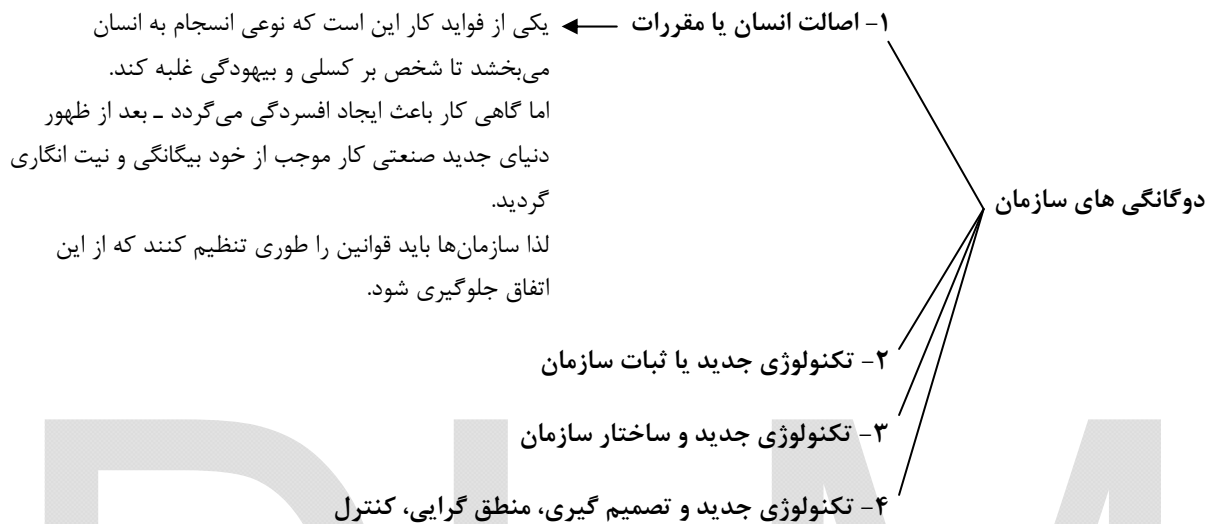 ۱- اصالت انسان یا مقررات
یکی از فواید کار این است که نوعی انسجام به انسان
می‌بخشد تا شخص بر کسلی و بیهودگی غلبه کند.
اما گاهی کار باعث ایجاد افسردگی می‌گردد ـ بعد از ظهور
دنیای جدید صنعتی کار موجب از خود بیگانگی و نیت انگاری
گردید.
لذا سازمان‌ها باید قوانین را طوری تنظیم کنند که از این
اتفاق جلوگیری شود.
دوگانگی های سازمان
۲- تکنولوژی جدید یا ثبات سازمان
۳- تکنولوژی جدید و ساختار سازمان
۴- تکنولوژی جدید و تصمیم گیری، منطق گرایی، کنترل